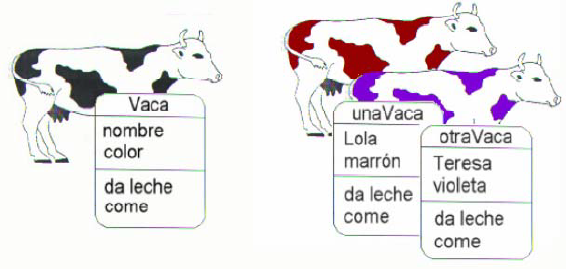 Vaca
nombre
color
da leche
come
unaVaca
Lola
marrón
da leche
come
otraVaca
Teresa
violeta
da leche
come